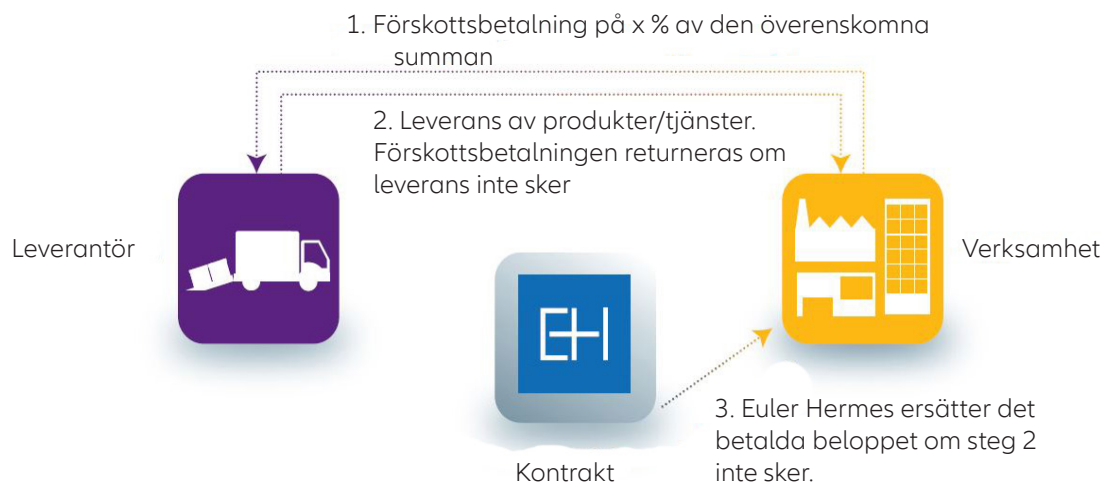 1. Förskottsbetalning på x % av den överenskomna
summan
2. Leverans av produkter/tjänster.
Förskottsbetalningen returneras om
leverans inte sker
Leverantör
Verksamhet
EH
3. Euler Hermes ersätter det
betalda beloppet om steg 2
inte sker.
Kontrakt